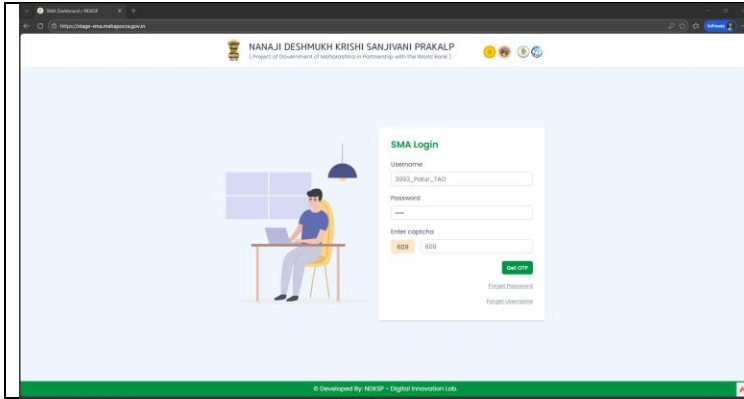 SMA Dashboard : NDKSP
https://stage-sma.mahapocra.gov.in
InPrivate
NANAJI DESHMUKH KRISHI SANJIVANI PRAKALP
[ Project of Government of Maharashtra in Partnership with the World Bank ]
SMA Login
Username
3993_Patur_TAO
Password
Enter captcha
609 609
Get OTP
Forget Password
Forget Username
© Developed By: NDKSP - Digital Innovation Lab.